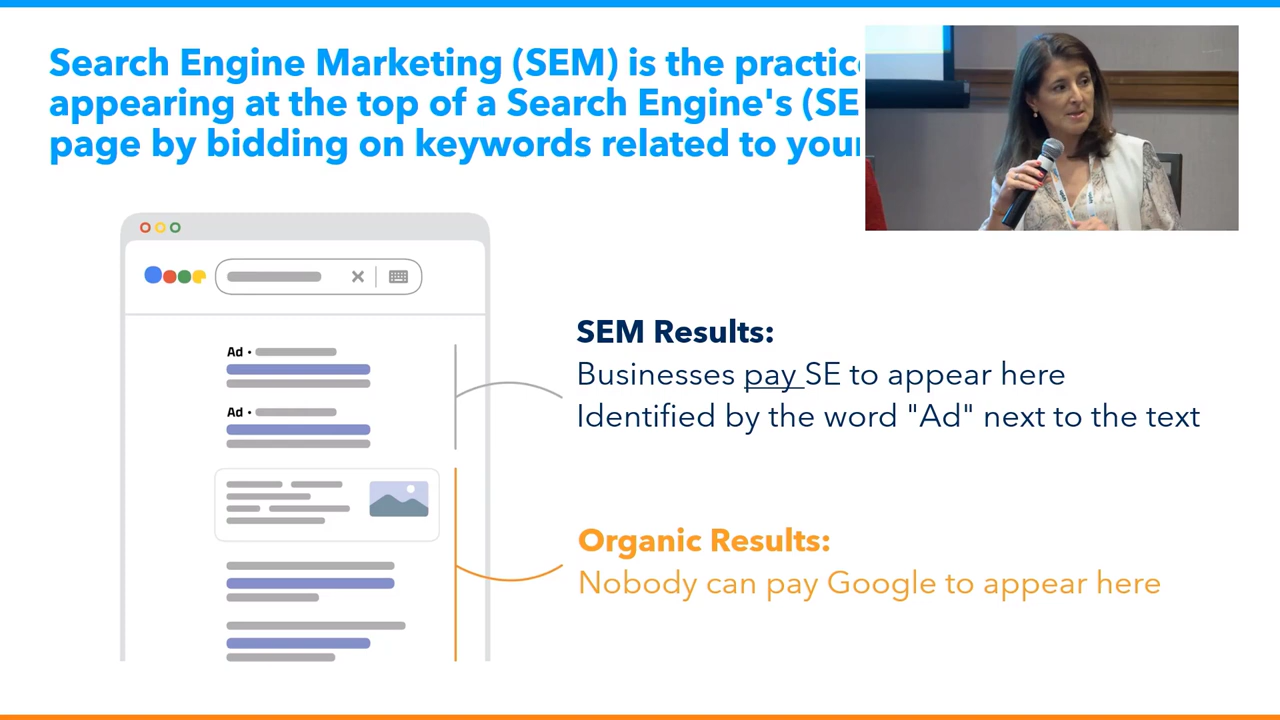 Search Engine Marketing (SEM) is the practice
appearing at the top of a Search Engine's (SE
page by bidding on keywords related to your
Ad •
Ad •
SEM Results:
Businesses pay SE to appear here
Identified by the word "Ad" next to the text
Organic Results:
Nobody can pay Google to appear here